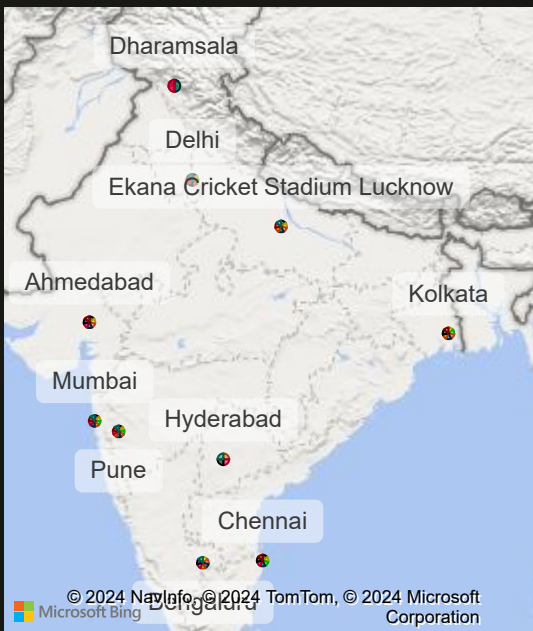 Dharamsala
Delhi
Ekana Cricket Stadium Lucknow
Ahmedabad
Kolkata
Mumbai
Hyderabad
Pune
Chennai
Bengaluru
© 2024 NavInfo, © 2024 TomTom, © 2024 Microsoft
Corporation
Microsoft Bing